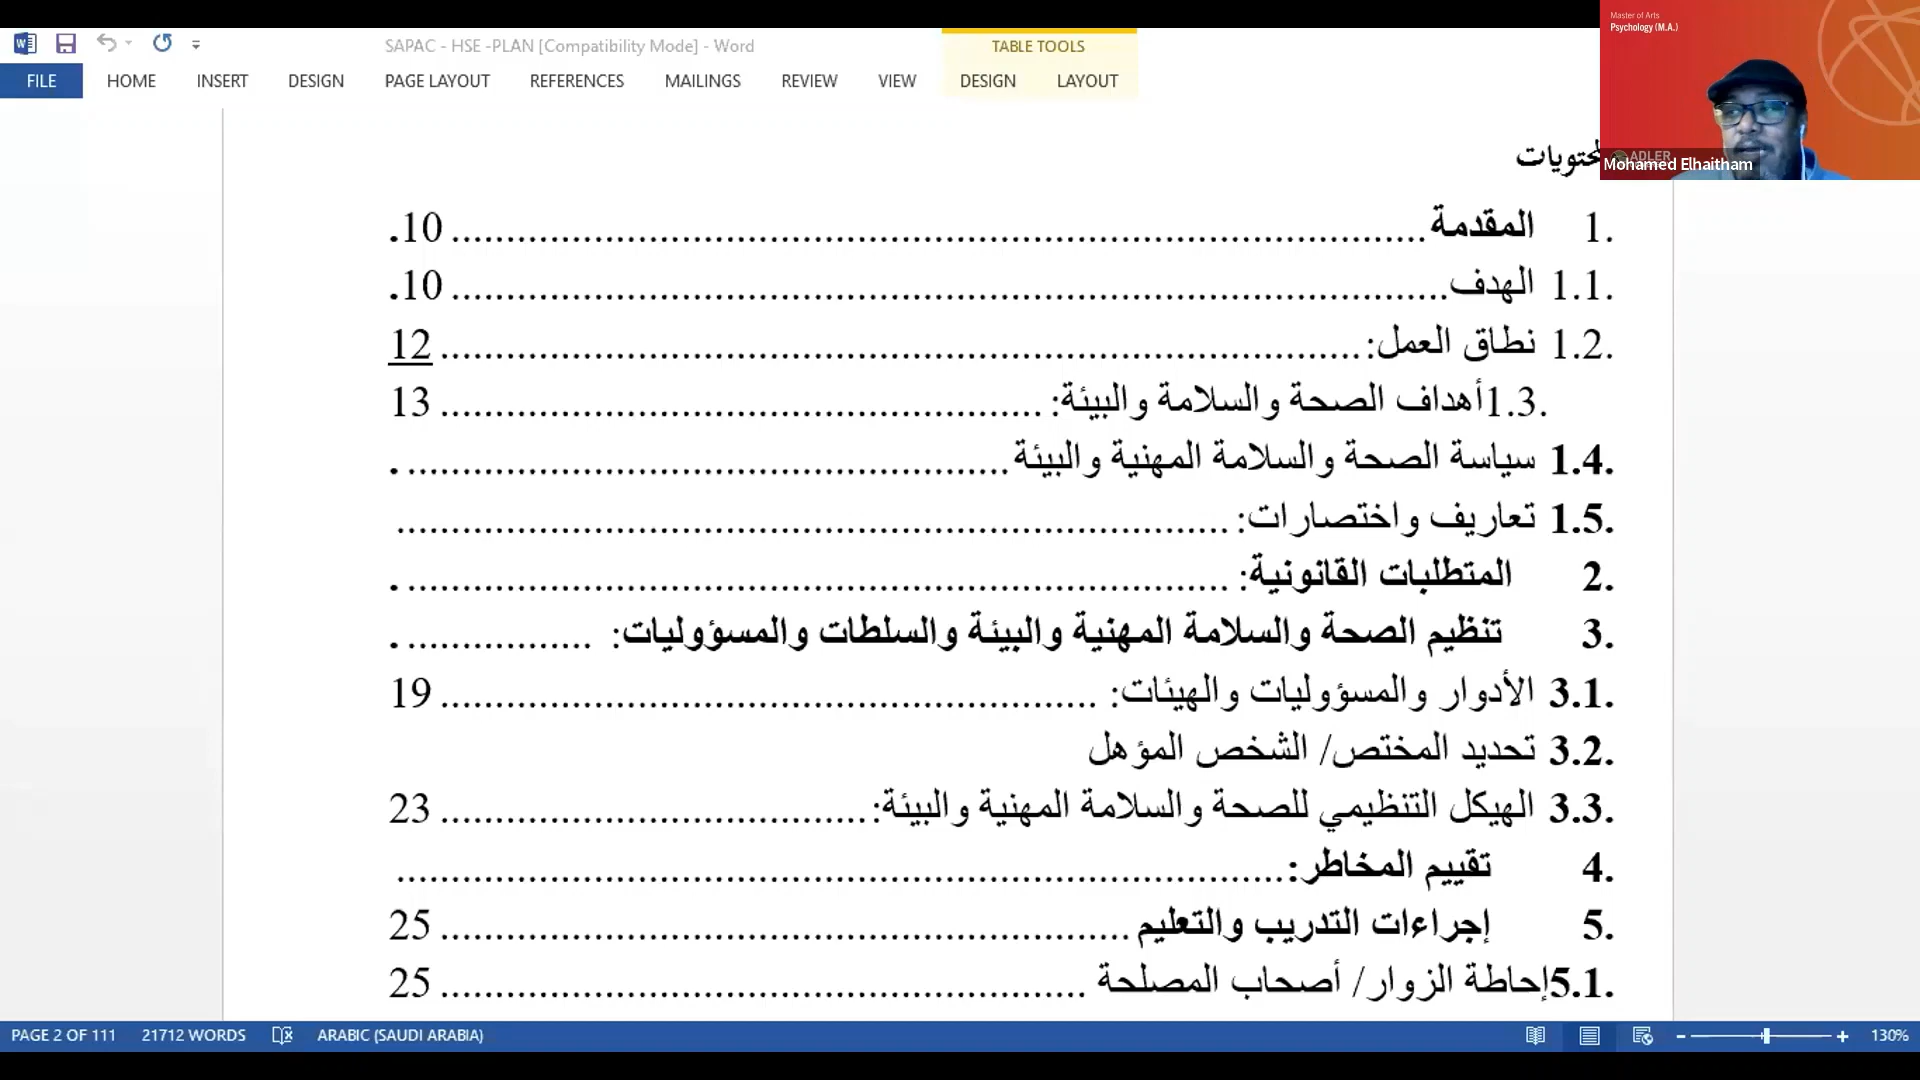 SAPAC - HSE -PLAN [Compatibility Mode] - Word
TABLE TOOLS
FILE HOME INSERT DESIGN PAGE LAYOUT REFERENCES MAILINGS REVIEW VIEW DESIGN LAYOUT
Master of Arts
Psychology (M.A.)
ADLER
Mohamed Elhaitham
1. المقدمة .................... 10.
1.1. الهدف .................... 10.
1.2. نطاق العمل: .................... 12
1.3. أهداف الصحة والسلامة والبيئة: .................... 13
1.4. سياسة الصحة والسلامة المهنية والبيئة .................... .
1.5. تعاريف واختصارات: ....................
2. المتطلبات القانونية: .................... .
3. تنظيم الصحة والسلامة المهنية والبيئة والسلطات والمسؤوليات: .................... .
3.1. الأدوار والمسؤوليات والهيئات: .................... 19
3.2. تحديد المختص/ الشخص المؤهل
3.3. الهيكل التنظيمي للصحة والسلامة المهنية والبيئة: .................... 23
4. تقييم المخاطر: ....................
5. إجراءات التدريب والتعليم .................... 25
5.1. إحاطة الزوار/ أصحاب المصلحة .................... 25
PAGE 2 OF 111 21712 WORDS ARABIC (SAUDI ARABIA) 130%